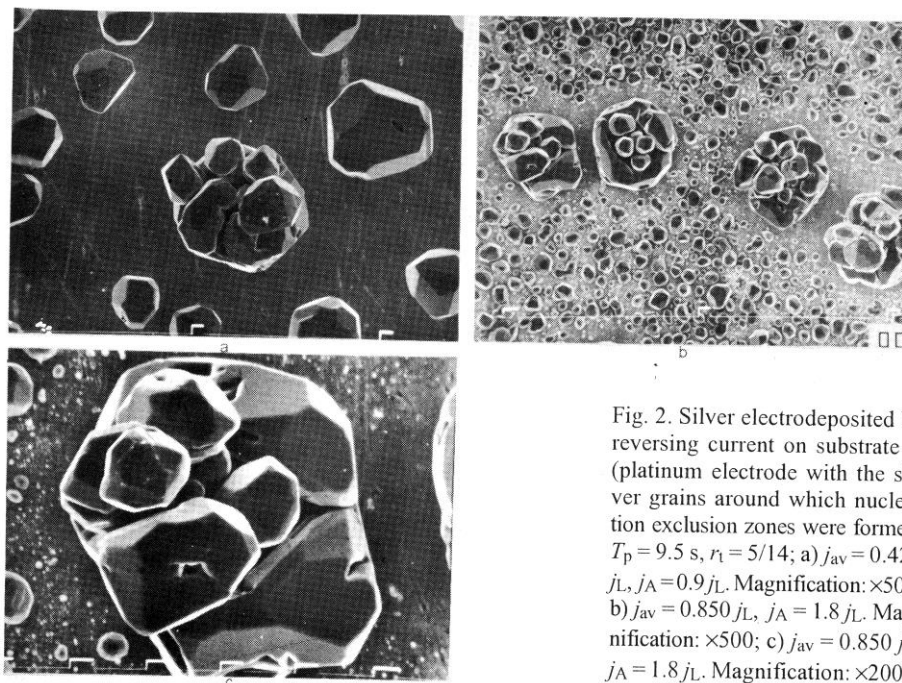 a
b
c
Fig. 2. Silver electrodeposited
reversing current on substrate
(platinum electrode with the s
ver grains around which nucle
tion exclusion zones were forme
Tp = 9.5 s, rt = 5/14; a) jav = 0.42
jL, jA=0.9 jL. Magnification: ×50
b) jav = 0.850 jL, jA = 1.8 jL. Ma
nification: ×500; c) jav = 0.850 j
jA = 1.8 jL. Magnification: ×200